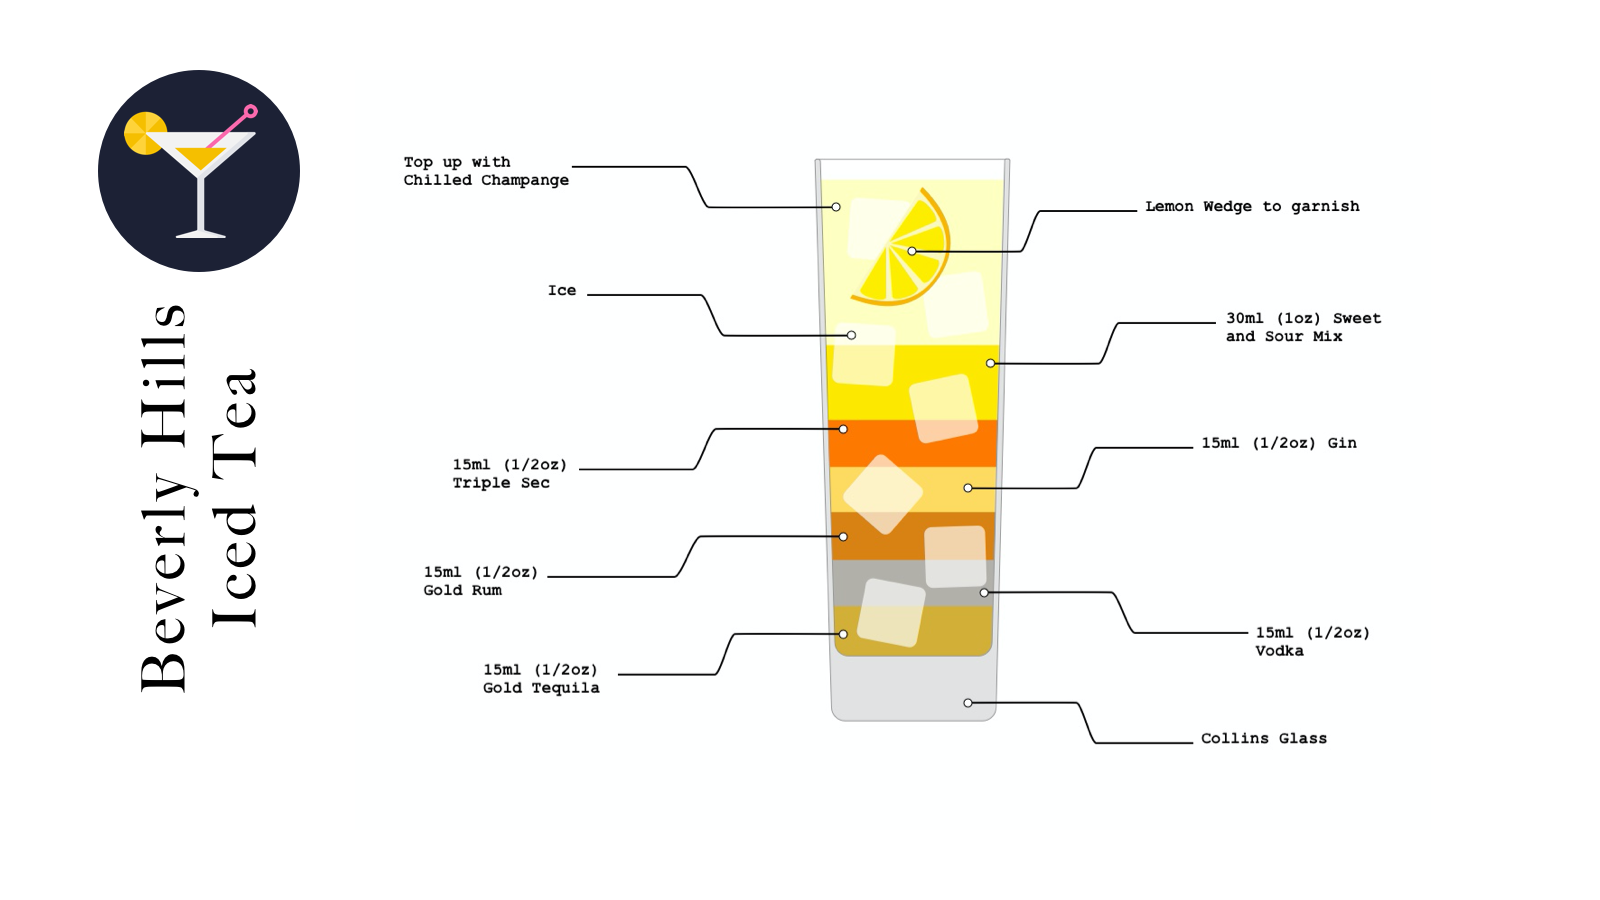 Beverly Hills
Iced Tea
Top up with
Chilled Champange
Lemon Wedge to garnish
Ice
30ml (1oz) Sweet
and Sour Mix
15ml (1/2oz)
Triple Sec
15ml (1/2oz) Gin
15ml (1/2oz)
Gold Rum
15ml (1/2oz)
Vodka
15ml (1/2oz)
Gold Tequila
Collins Glass